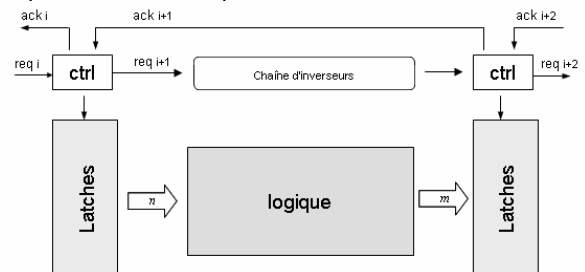 ack i
ack i+1
ack i+2
req i
ctrl
req i+1
Chaîne d'inverseurs
ctrl
req i+2
Latches
n
logique
m
Latches